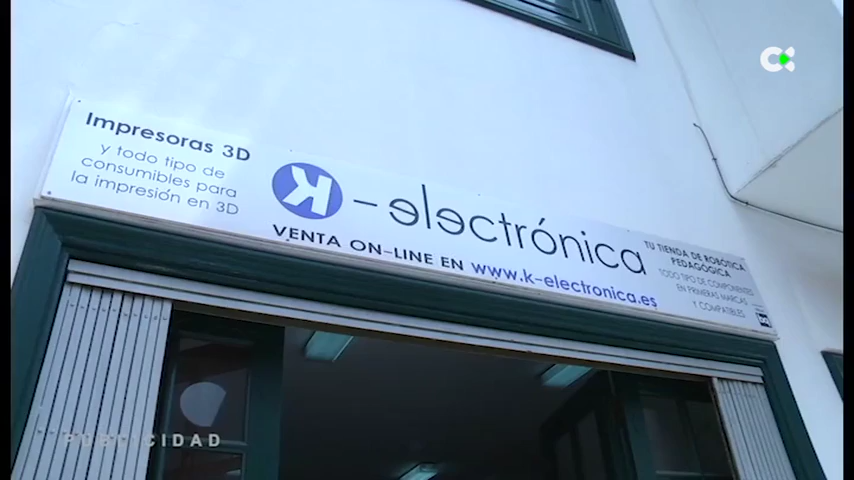 Impresoras 3D
y todo tipo de
consumibles para
la impresión en 3D
K-electrónica
VENTA ON-LINE EN www.k-electronica.es
TU TIENDA DE ROBÓTICA
PEDAGÓGICA
TODO TIPO DE COMPONENTES
EN PRIMERAS MARCAS
Y COMPATIBLES
PUBLICIDAD